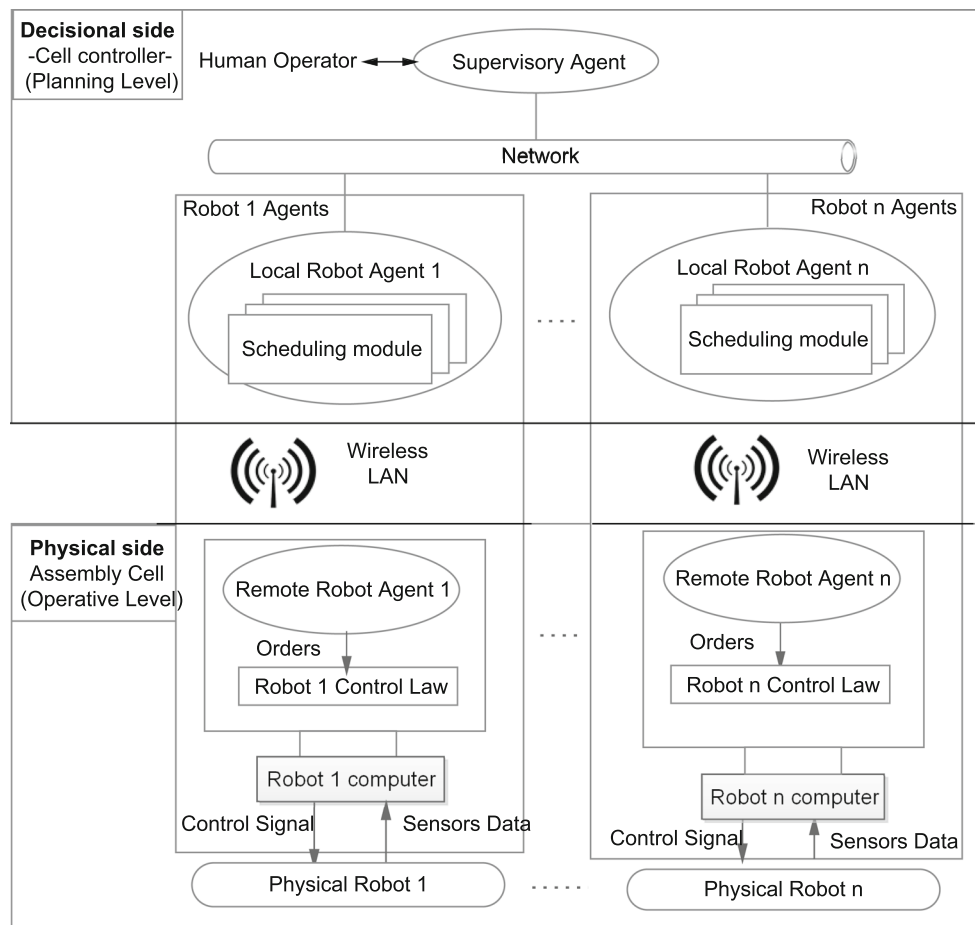 Decisional side
-Cell controller-
(Planning Level)
Human Operator
Supervisory Agent
Network
Robot 1 Agents
Robot n Agents
Local Robot Agent 1
Local Robot Agent n
Scheduling module
Scheduling module
Wireless
LAN
Wireless
LAN
Physical side
Assembly Cell
(Operative Level)
Remote Robot Agent 1
Remote Robot Agent n
Orders
Orders
Robot 1 Control Law
Robot n Control Law
Robot 1 computer
Robot n computer
Control Signal
Sensors Data
Control Signal
Sensors Data
Physical Robot 1
Physical Robot n